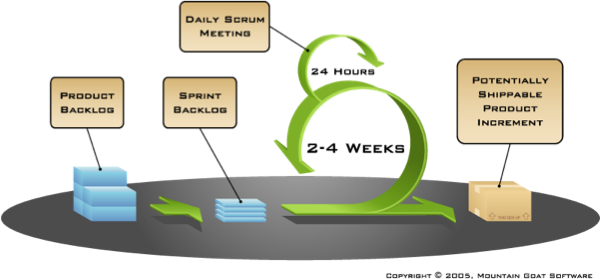 Daily Scrum
Meeting
24 Hours
Product
Backlog
Sprint
Backlog
Potentially
Shippable
Product
Increment
2-4 Weeks
Copyright © 2005, Mountain Goat Software